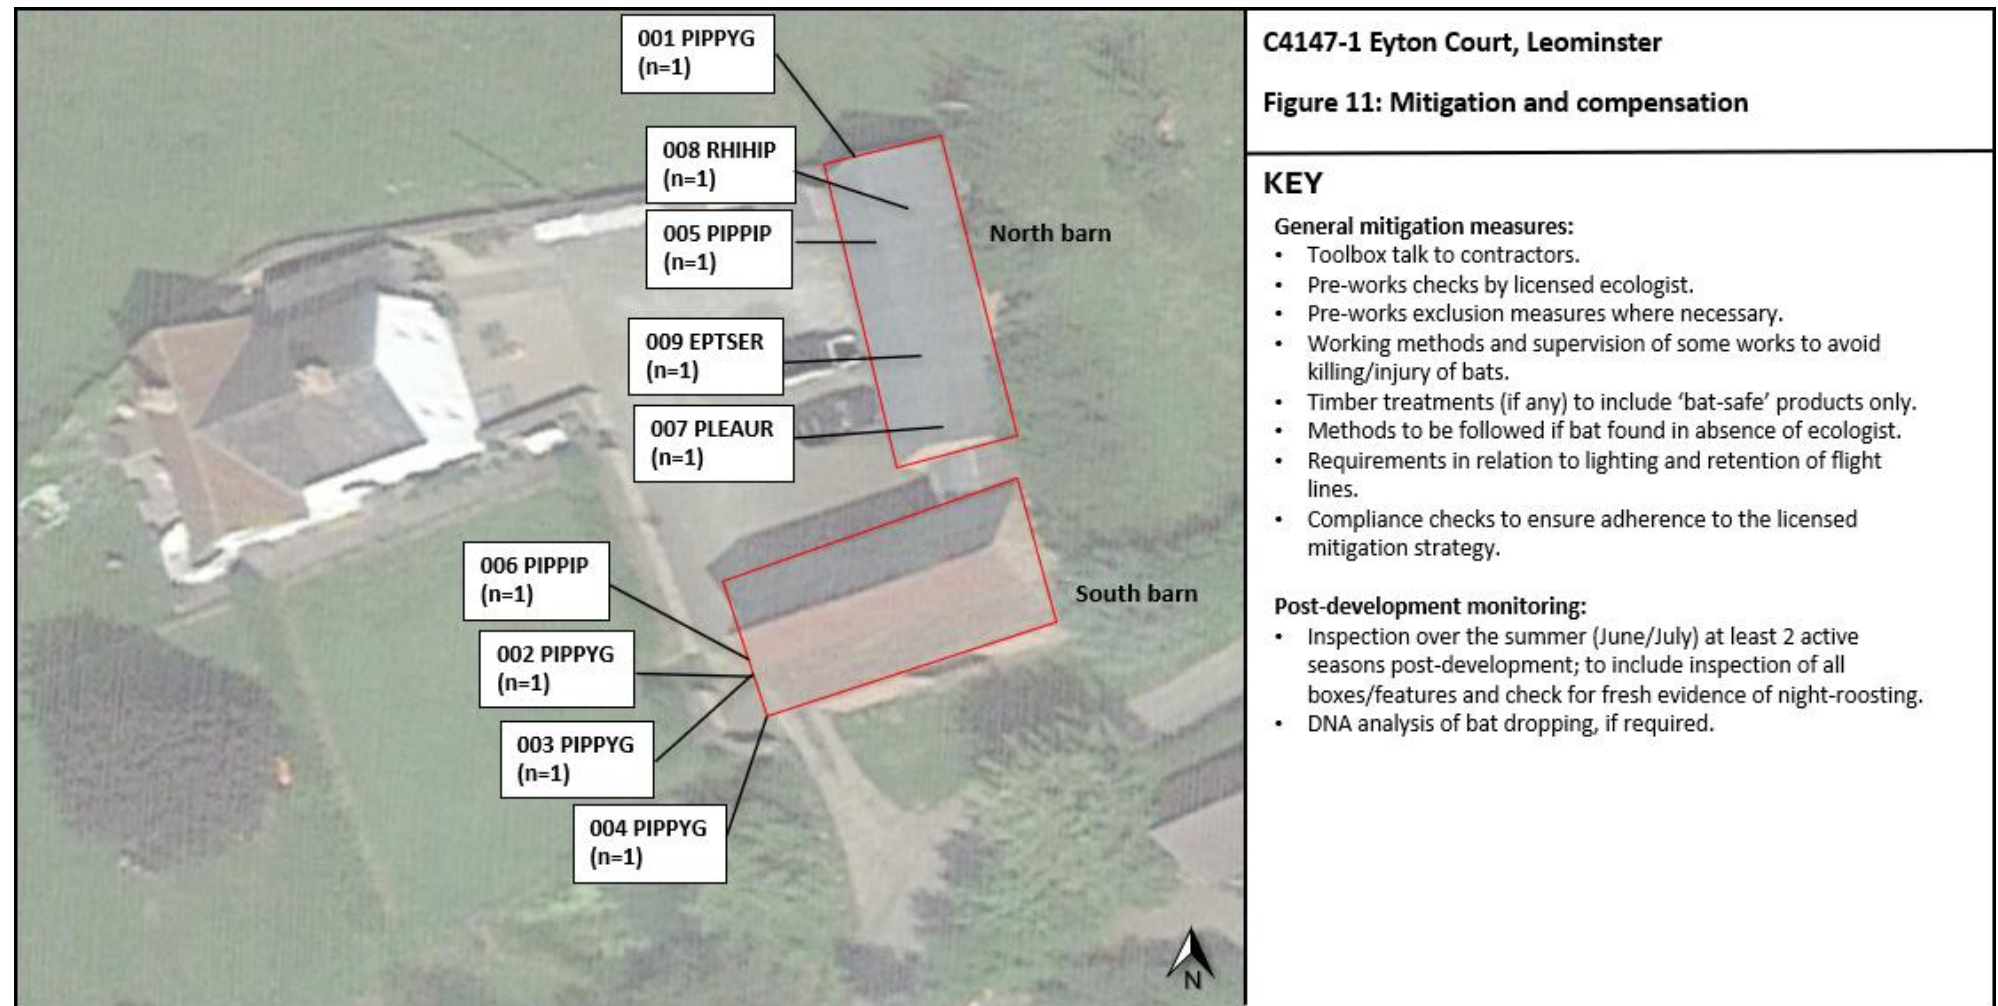 001 PIPPYG
(n=1)
008 RHIHIP
(n=1)
005 PIPPIP
(n=1)
North barn
009 EPTSER
(n=1)
007 PLEAUR
(n=1)
006 PIPPIP
(n=1)
South barn
002 PIPPYG
(n=1)
003 PIPPYG
(n=1)
004 PIPPYG
(n=1)
N
C4147-1 Eyton Court, Leominster
Figure 11: Mitigation and compensation
KEY
General mitigation measures:
• Toolbox talk to contractors.
• Pre-works checks by licensed ecologist.
• Pre-works exclusion measures where necessary.
• Working methods and supervision of some works to avoid
killing/injury of bats.
• Timber treatments (if any) to include ‘bat-safe’ products only.
• Methods to be followed if bat found in absence of ecologist.
• Requirements in relation to lighting and retention of flight
lines.
• Compliance checks to ensure adherence to the licensed
mitigation strategy.
Post-development monitoring:
• Inspection over the summer (June/July) at least 2 active
seasons post-development; to include inspection of all
boxes/features and check for fresh evidence of night-roosting.
• DNA analysis of bat dropping, if required.